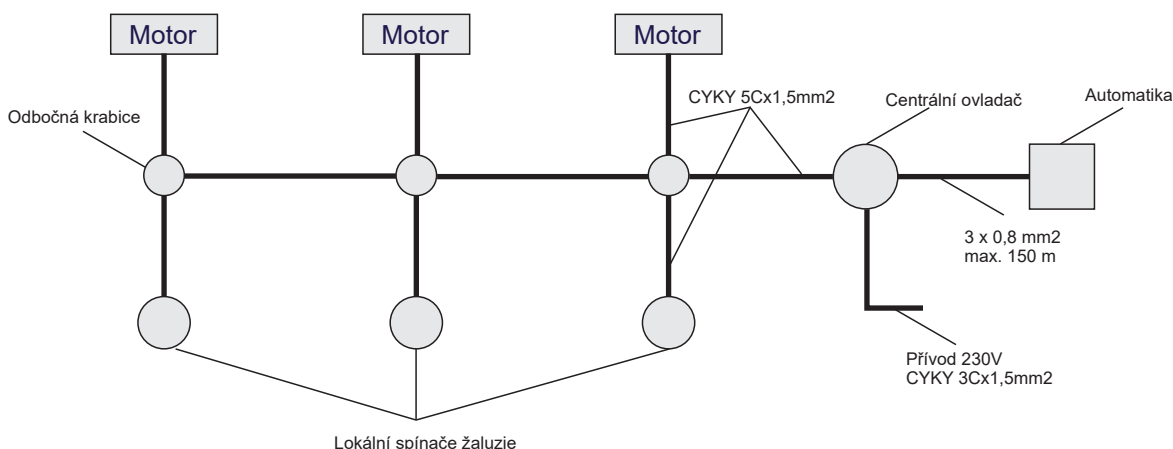 Motor
Motor
Motor
Odbočná krabice
CYKY 5Cx1,5mm2
Centrální ovladač
Automatika
3 x 0,8 mm2
max. 150 m
Přívod 230V
CYKY 3Cx1,5mm2
Lokální spínače žaluzie